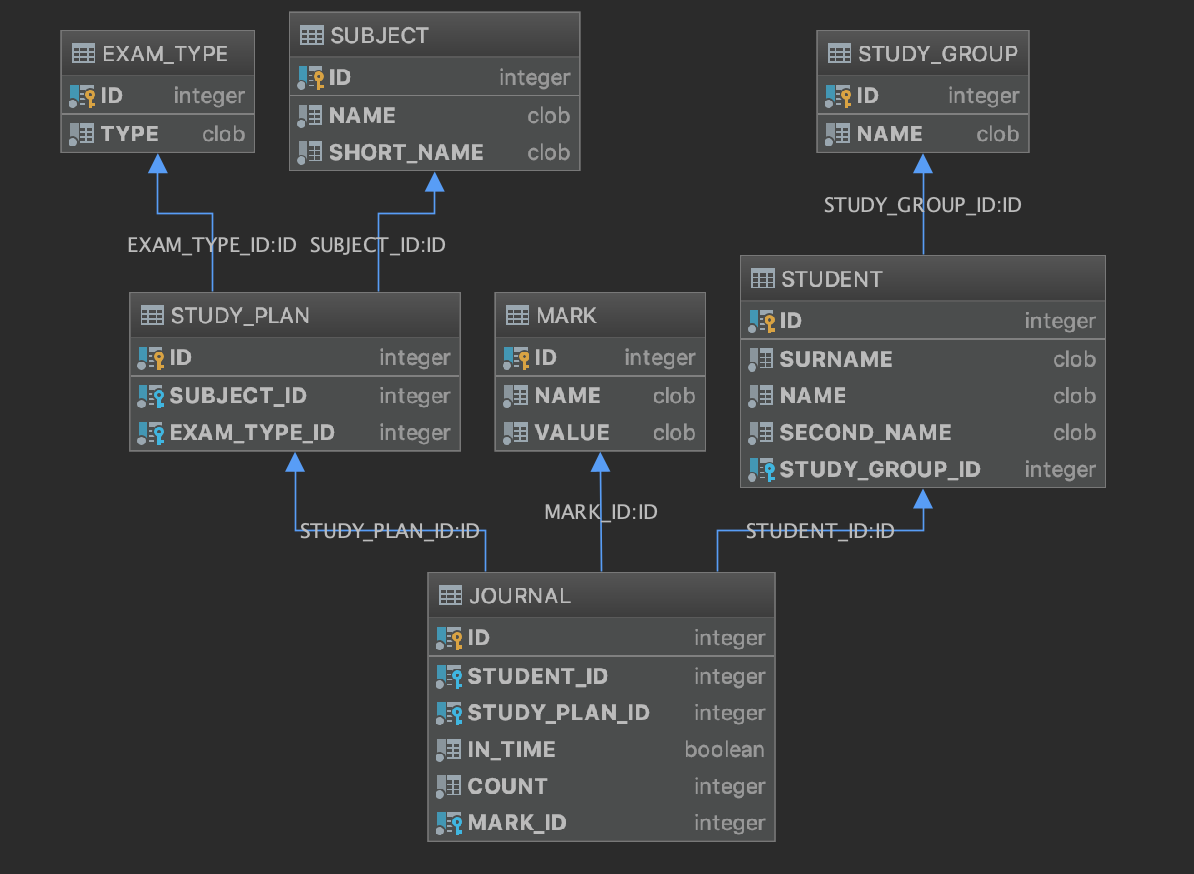 EXAM_TYPE
ID integer
TYPE clob
SUBJECT
ID integer
NAME clob
SHORT_NAME clob
STUDY_GROUP
ID integer
NAME clob
EXAM_TYPE_ID:ID
SUBJECT_ID:ID
STUDY_GROUP_ID:ID
STUDY_PLAN
ID integer
SUBJECT_ID integer
EXAM_TYPE_ID integer
MARK
ID integer
NAME clob
VALUE clob
STUDENT
ID integer
SURNAME clob
NAME clob
SECOND_NAME clob
STUDY_GROUP_ID integer
STUDY_PLAN_ID:ID
MARK_ID:ID
STUDENT_ID:ID
JOURNAL
ID integer
STUDENT_ID integer
STUDY_PLAN_ID integer
IN_TIME boolean
COUNT integer
MARK_ID integer